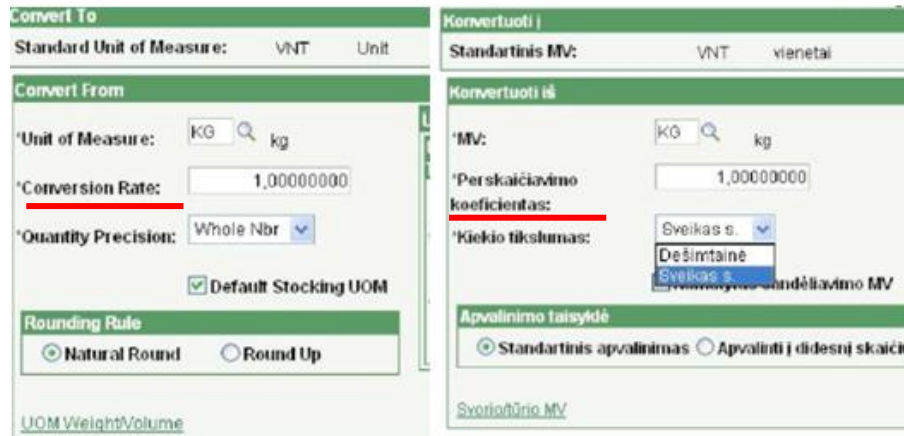 Convert To
Standard Unit of Measure: VNT Unit
Convert From
*Unit of Measure: KG kg
*Conversion Rate: 1,00000000
*Quantity Precision: Whole Nbr
Default Stocking UOM
Rounding Rule
Natural Round Round Up
UOM Weight/Volume
Konvertuoti į
Standartinis MV: VNT vienetai
Konvertuoti iš
*MV: KG kg
*Perskaičiavimo
koeficientas: 1,00000000
*Kiekio tikslumas: Sveikas s.
Dešimtainė
Sveikas s.
sandėliavimo MV
Apvalinimo taisyklė
Standartinis apvalinimas Apvalinti į didesnį
Svorio/tūrio MV